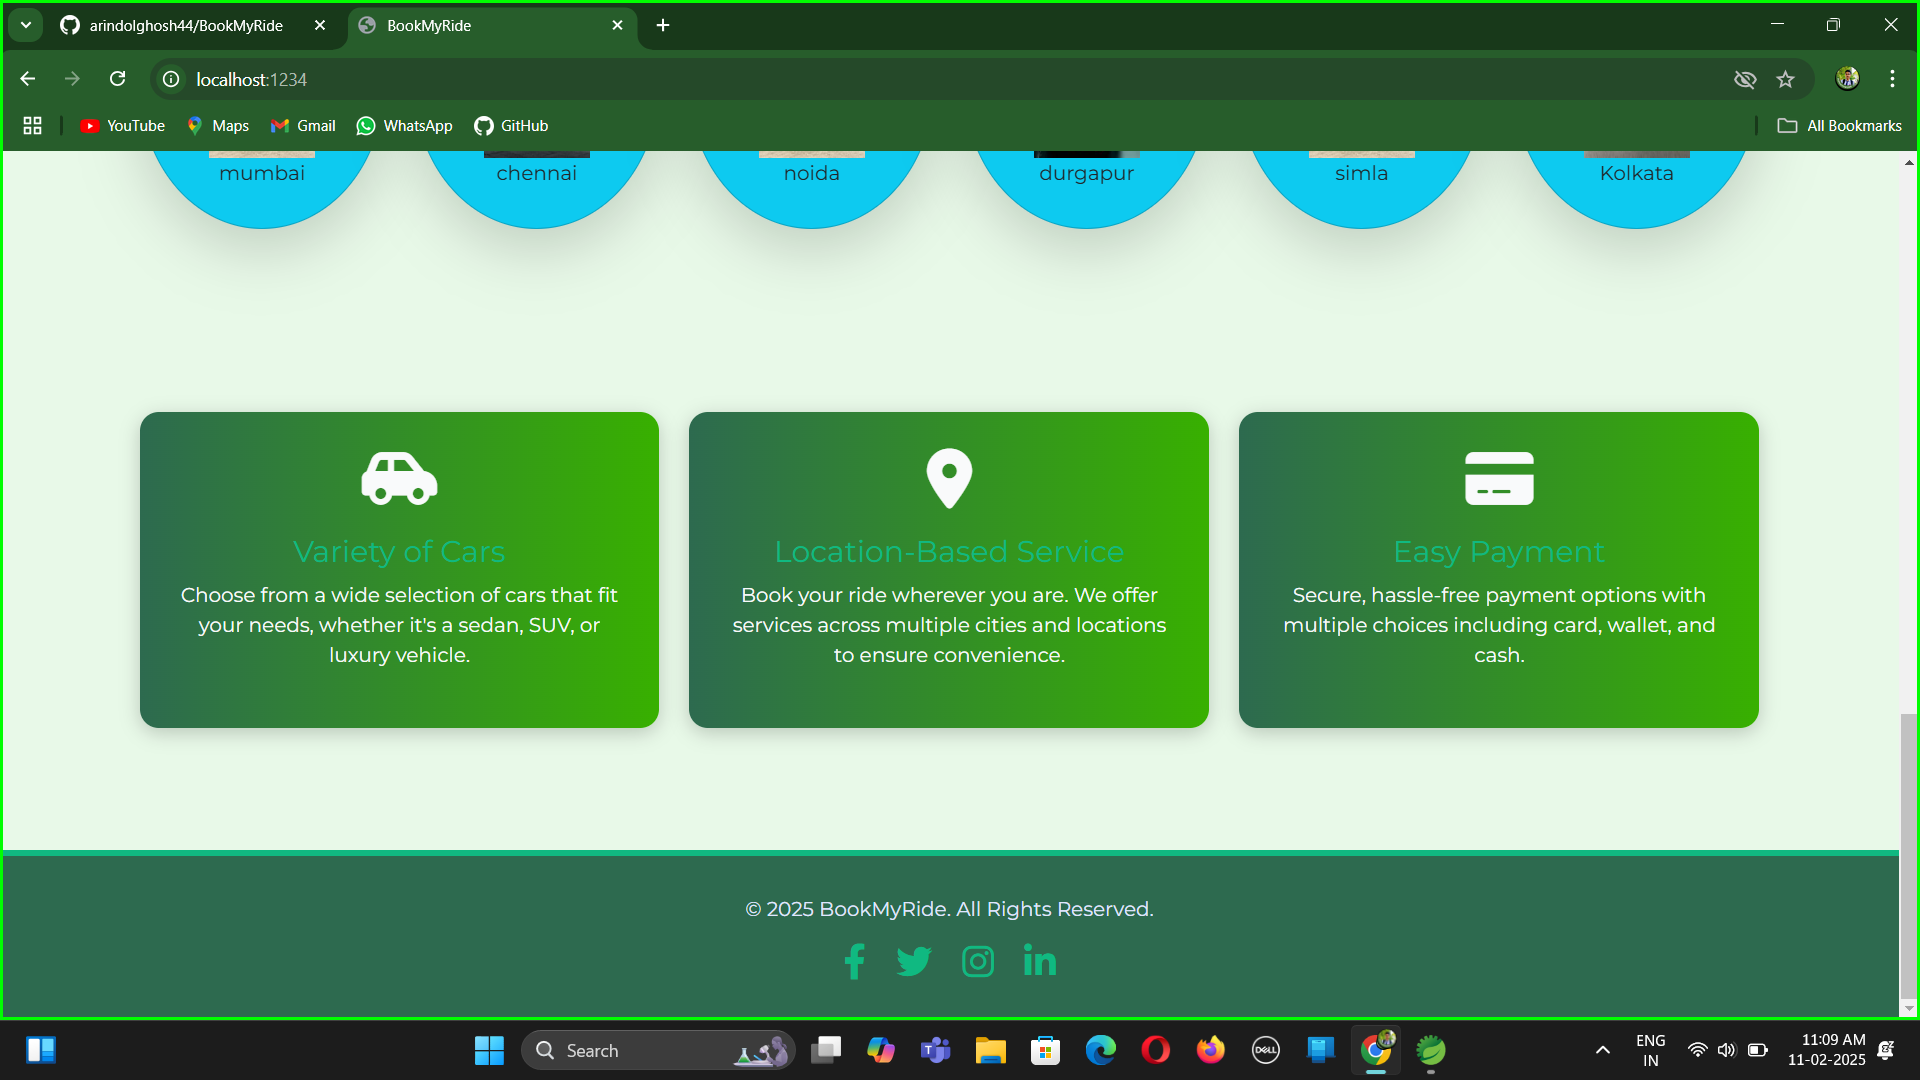 arindolghosh44/BookMyRide
BookMyRide
localhost:1234
YouTube
Maps
Gmail
WhatsApp
GitHub
All Bookmarks
mumbai
chennai
noida
durgapur
simla
Kolkata
Variety of Cars
Choose from a wide selection of cars that fit
your needs, whether it's a sedan, SUV, or
luxury vehicle.
Location-Based Service
Book your ride wherever you are. We offer
services across multiple cities and locations
to ensure convenience.
Easy Payment
Secure, hassle-free payment options with
multiple choices including card, wallet, and
cash.
© 2025 BookMyRide. All Rights Reserved.
Search
DELL
ENG
IN
11:09 AM
11-02-2025